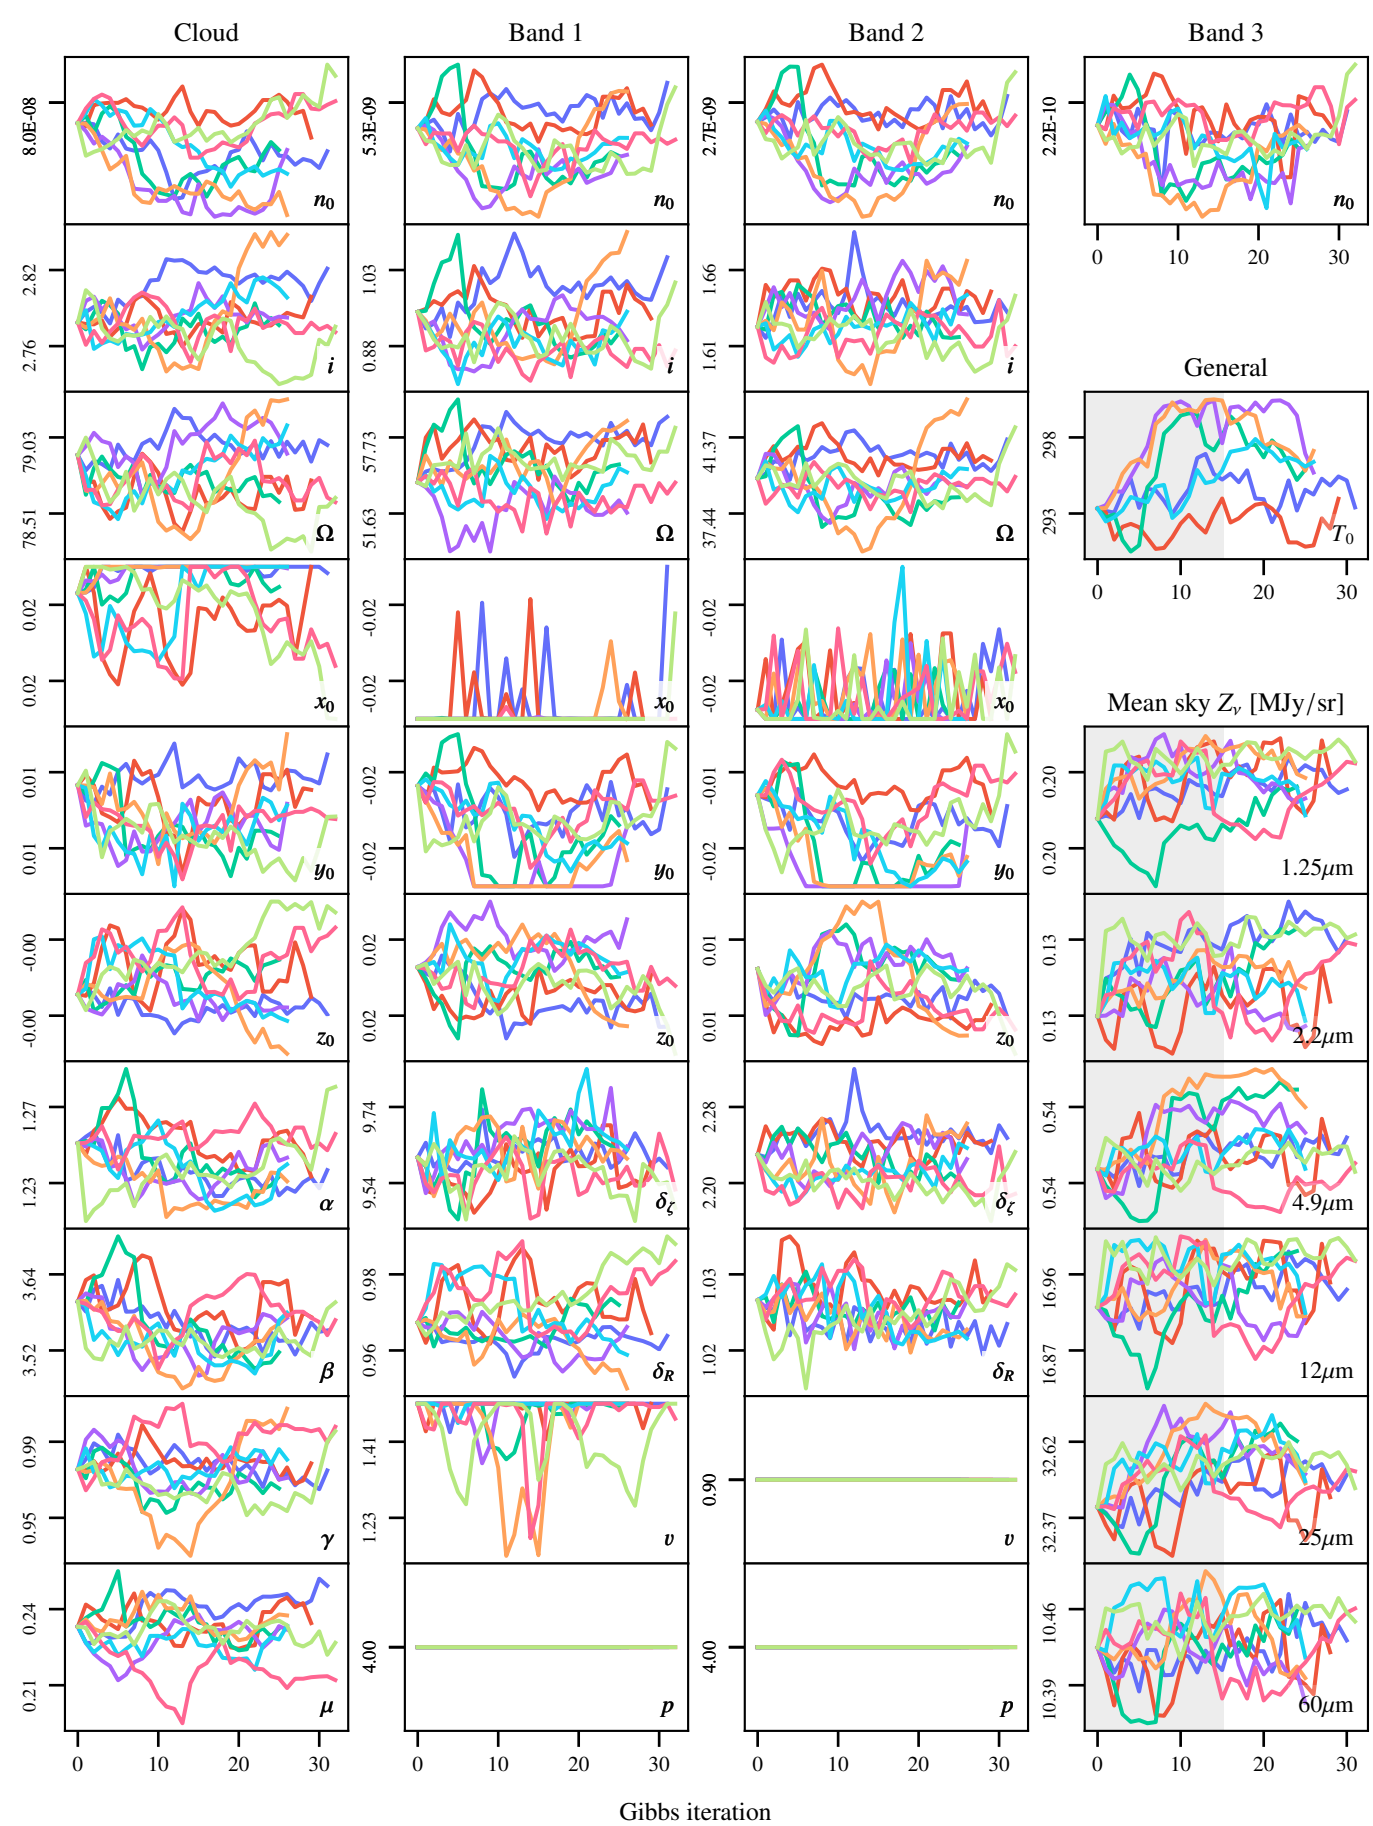 Cloud Band 1 Band 2 Band 3
8.0E-08 n₀ 5.3E-09 n₀ 2.7E-09 n₀ 2.2E-10 n₀
0 10 20 30
2.82 2.76 i 1.03 0.88 i 1.66 1.61 i
General
79.03 78.51 Ω 57.73 51.63 Ω 41.37 37.44 Ω 298 293 T₀
0 10 20 30
0.02 0.02 x₀ -0.02 -0.02 x₀ -0.02 -0.02 x₀
Mean sky Zν [MJy/sr]
0.01 0.01 y₀ -0.02 -0.02 y₀ -0.01 -0.02 y₀ 0.20 0.20 1.25μm
-0.00 -0.00 z₀ 0.02 0.02 z₀ 0.01 0.01 z₀ 0.13 0.13 2.2μm
1.27 1.23 α 9.74 9.54 δζ 2.28 2.20 δζ 0.54 0.54 4.9μm
3.64 3.52 β 0.98 0.96 δR 1.03 1.02 δR 16.96 16.87 12μm
0.99 0.95 γ 1.41 1.23 v 0.90 v 32.62 32.37 25μm
0.24 0.21 μ 4.00 p 4.00 p 10.46 10.39 60μm
0 10 20 30 0 10 20 30 0 10 20 30 0 10 20 30
Gibbs iteration